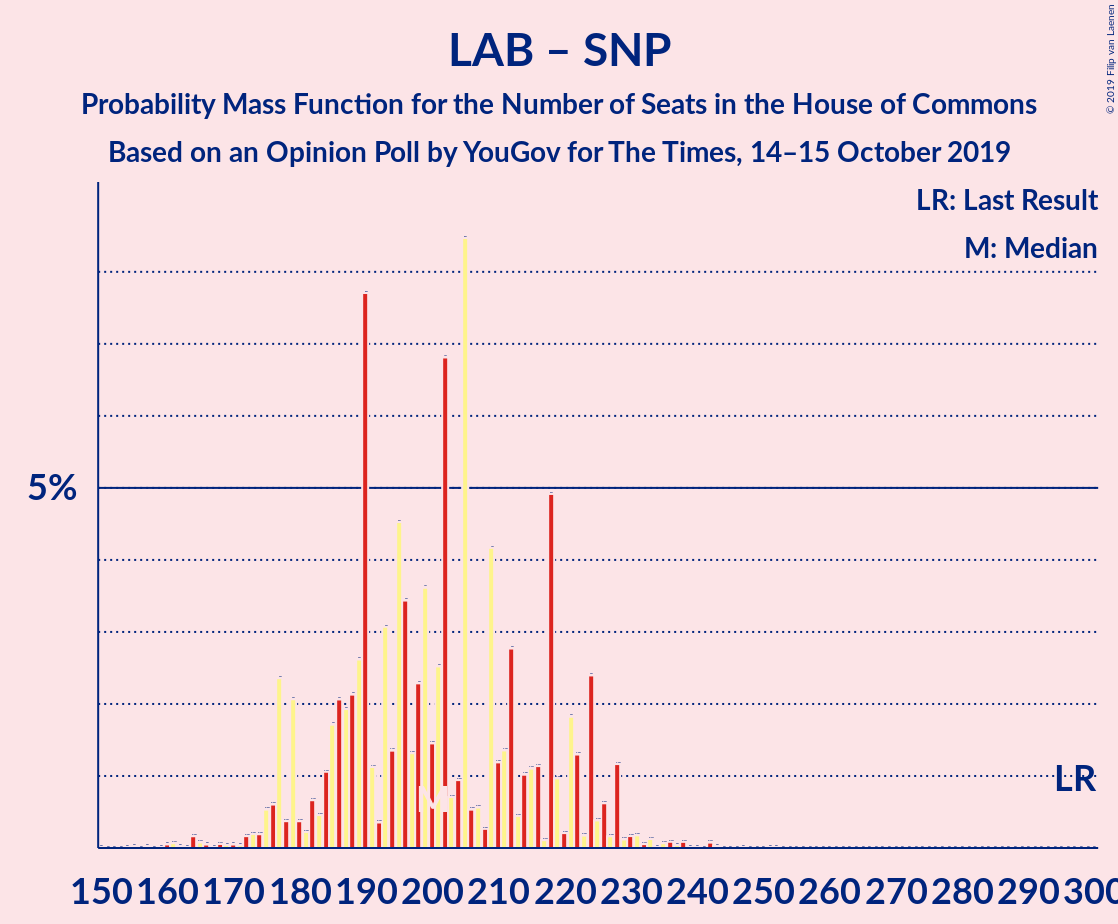 LAB – SNP
Probability Mass Function for the Number of Seats in the House of Commons
Based on an Opinion Poll by YouGov for The Times, 14–15 October 2019
© 2019 Filip van Laenen
LR: Last Result
M: Median
5%
M
LR
150 160 170 180 190 200 210 220 230 240 250 260 270 280 290 300